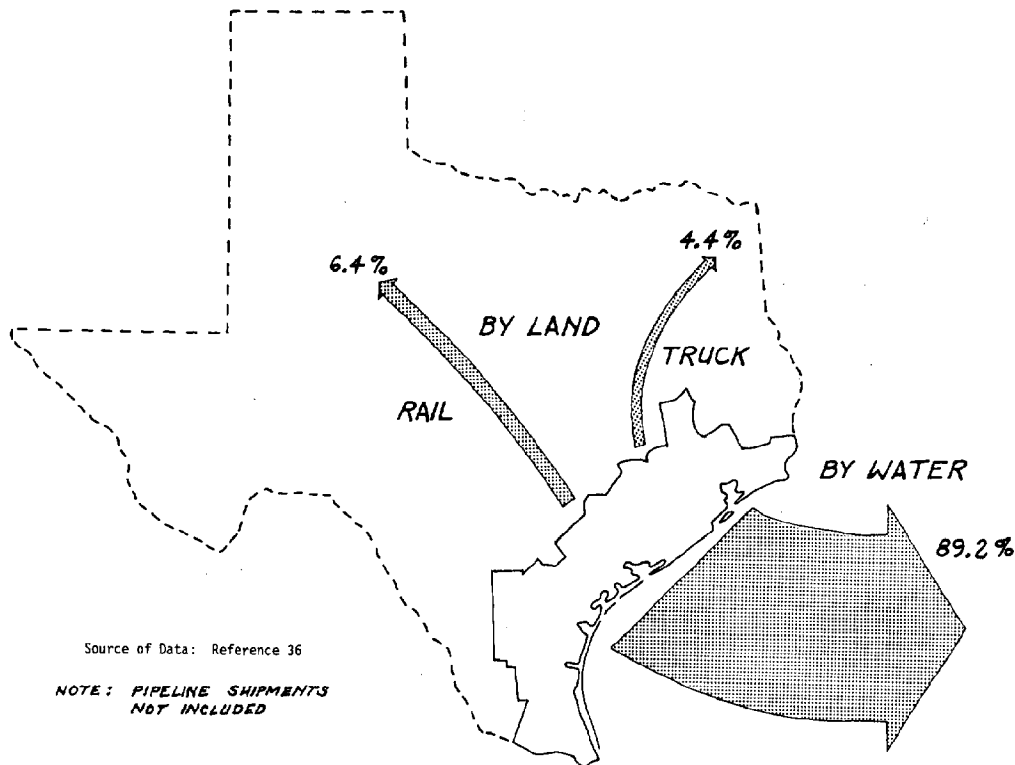 4.4%
6.4%
BY LAND
TRUCK
RAIL
BY WATER
89.2%
Source of Data: Reference 36
NOTE: PIPELINE SHIPMENTS
NOT INCLUDED